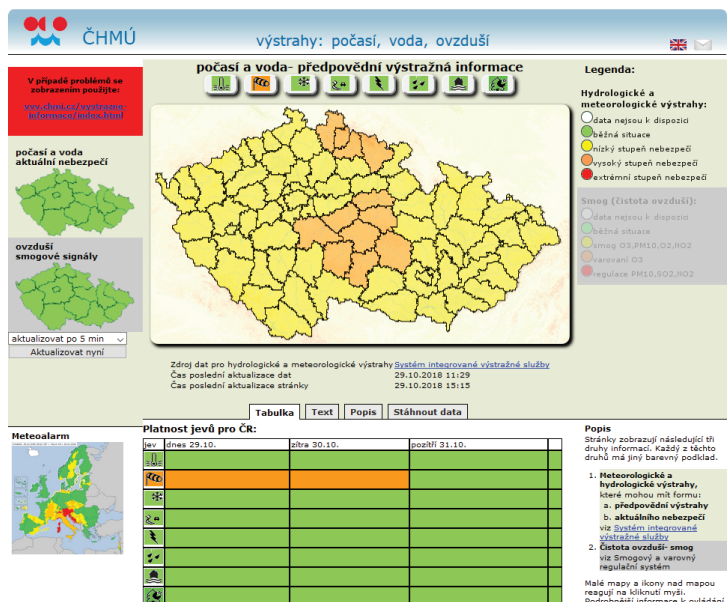 ČHMÚ
výstrahy: počasí, voda, ovzduší
V případě problémů se
zobrazením použijte:
www.chmi.cz/vystrazne-
informace/index.html
počasí a voda
aktuální nebezpečí
ovzduší
smogové signály
aktualizovat po 5 min
Aktualizovat nyní
Meteoalarm
počasí a voda- předpovědní výstražná informace
Zdroj dat pro hydrologické a meteorologické výstrahy Systém integrované výstražné služby
Čas poslední aktualizace dat 29.10.2018 11:29
Čas poslední aktualizace stránky 29.10.2018 15:15
Tabulka Text Popis Stáhnout data
Platnost jevů pro ČR:
jev dnes 29.10. zítra 30.10. pozítří 31.10.
Legenda:
Hydrologické a
meteorologické výstrahy:
data nejsou k dispozici
běžná situace
nízký stupeň nebezpečí
vysoký stupeň nebezpečí
extrémní stupeň nebezpečí
Smog (čistota ovzduší):
data nejsou k dispozici
běžná situace
smog O3,PM10,O2,NO2
varovaní O3
regulace PM10,SO2,NO2
Popis
Stránky zobrazují následující tři
druhy informací. Každý z těchto
druhů má jiný barevný podklad.
1. Meteorologické a
hydrologické výstrahy,
které mohou mít formu:
a. předpovědní výstrahy
b. aktuálního nebezpečí
viz Systém integrované
výstražné služby
2. Čistota ovzduší- smog
viz Smogový a varovný
regulační systém
Malé mapy a ikony nad mapou
reagují na kliknutí myší.
Podrobnější informace k ovládání